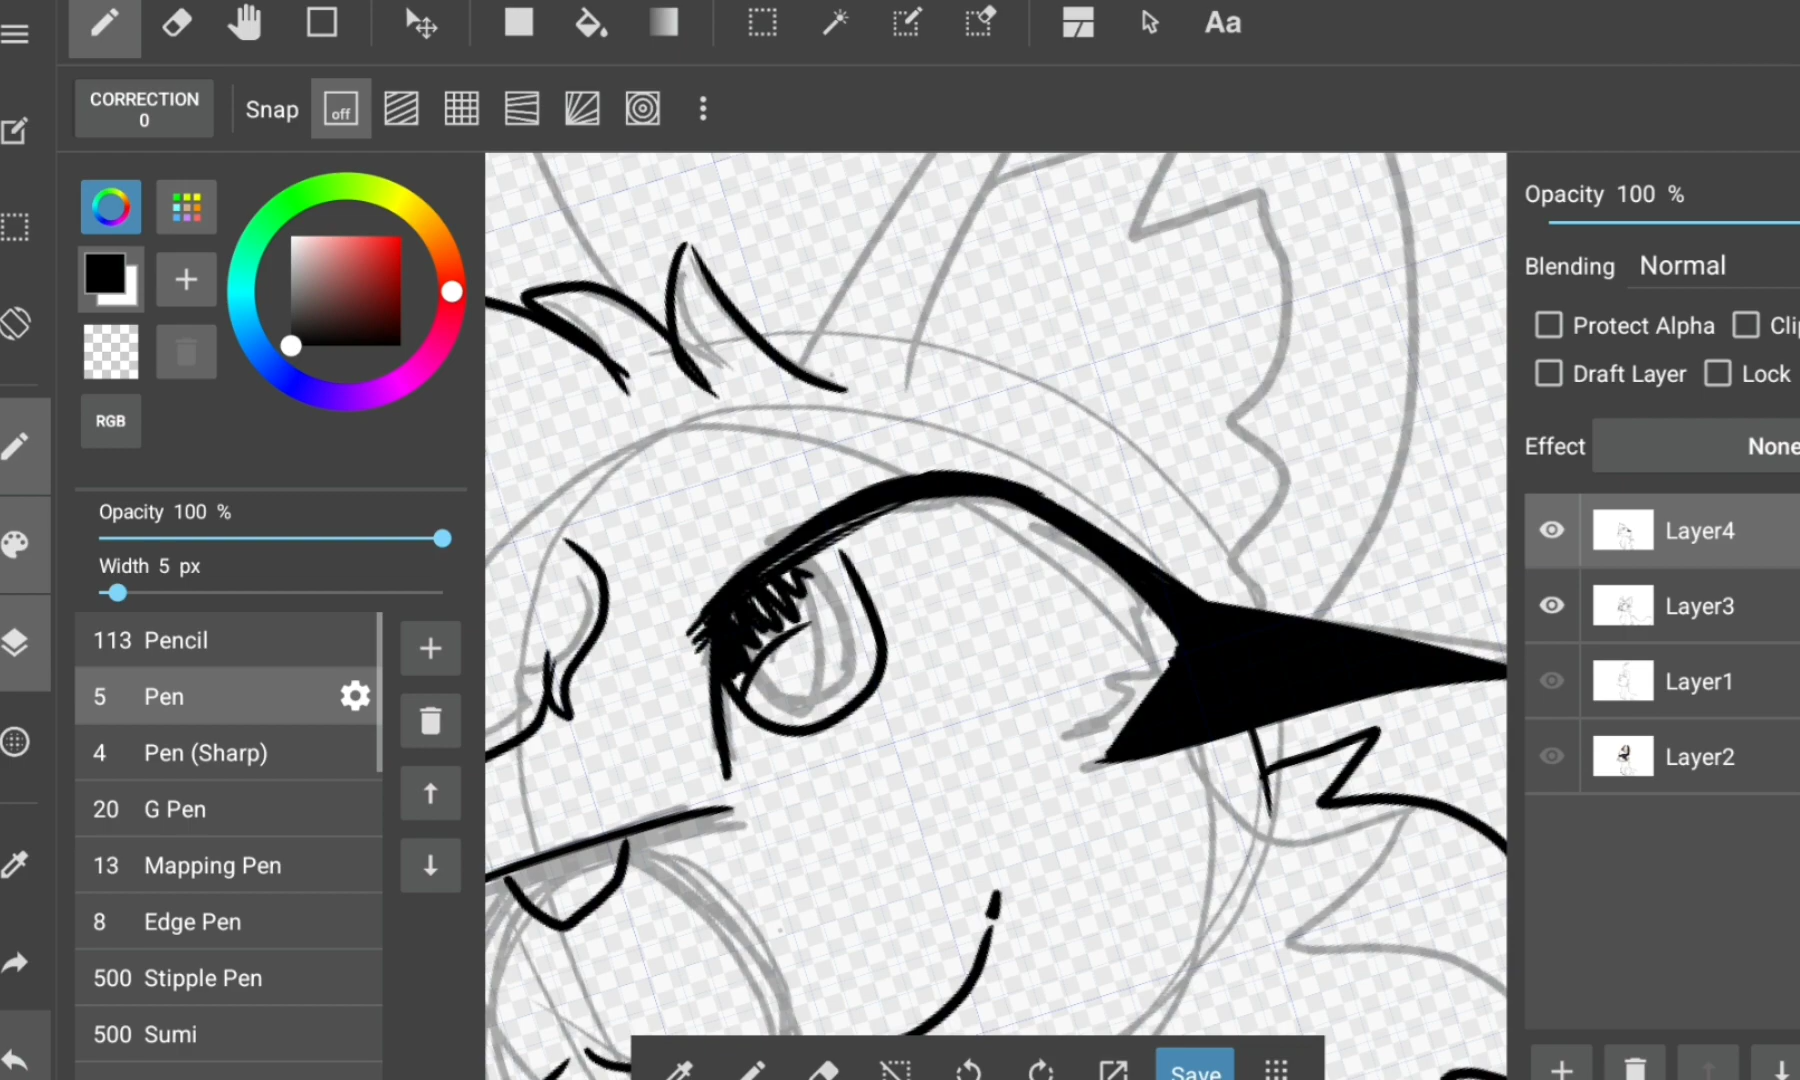 Aa
CORRECTION
0
Snap
off
RGB
Opacity 100 %
Width 5 px
113 Pencil
5 Pen
4 Pen (Sharp)
20 G Pen
13 Mapping Pen
8 Edge Pen
500 Stipple Pen
500 Sumi
Save
Opacity 100 %
Blending Normal
Protect Alpha
Draft Layer Lock
Effect None
Layer4
Layer3
Layer1
Layer2